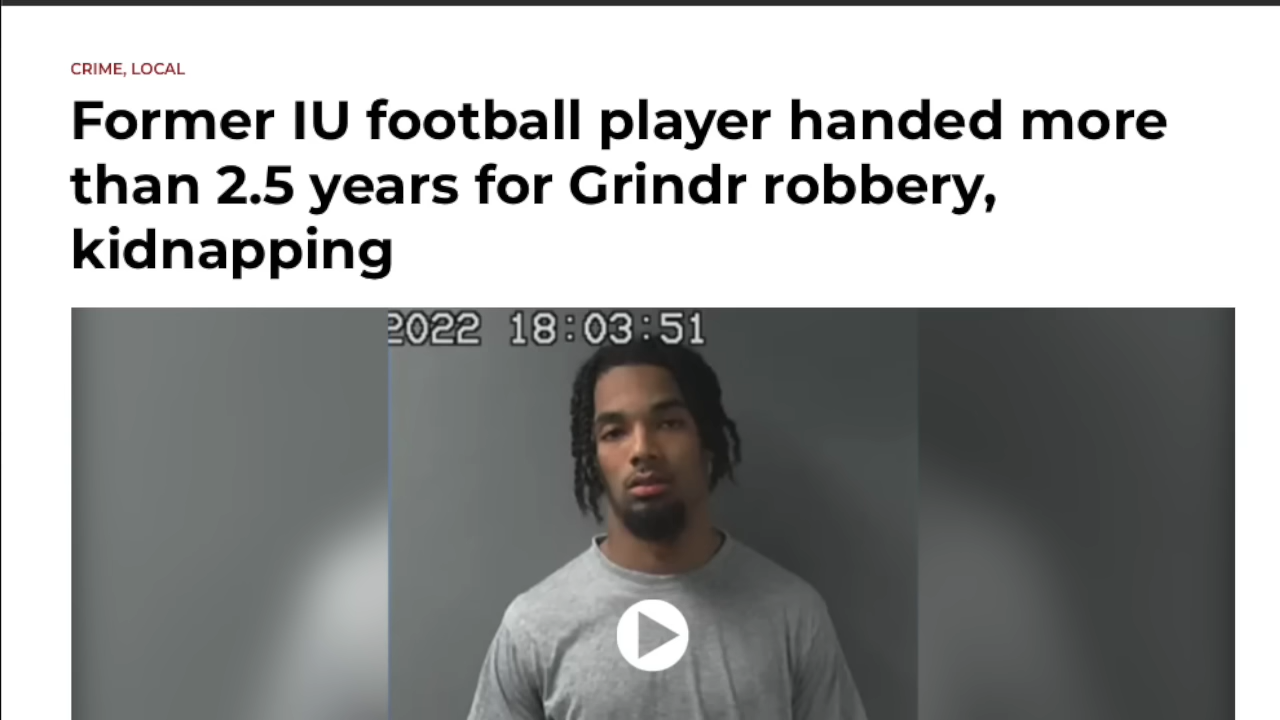 CRIME, LOCAL
Former IU football player handed more
than 2.5 years for Grindr robbery,
kidnapping
2022 18:03:51